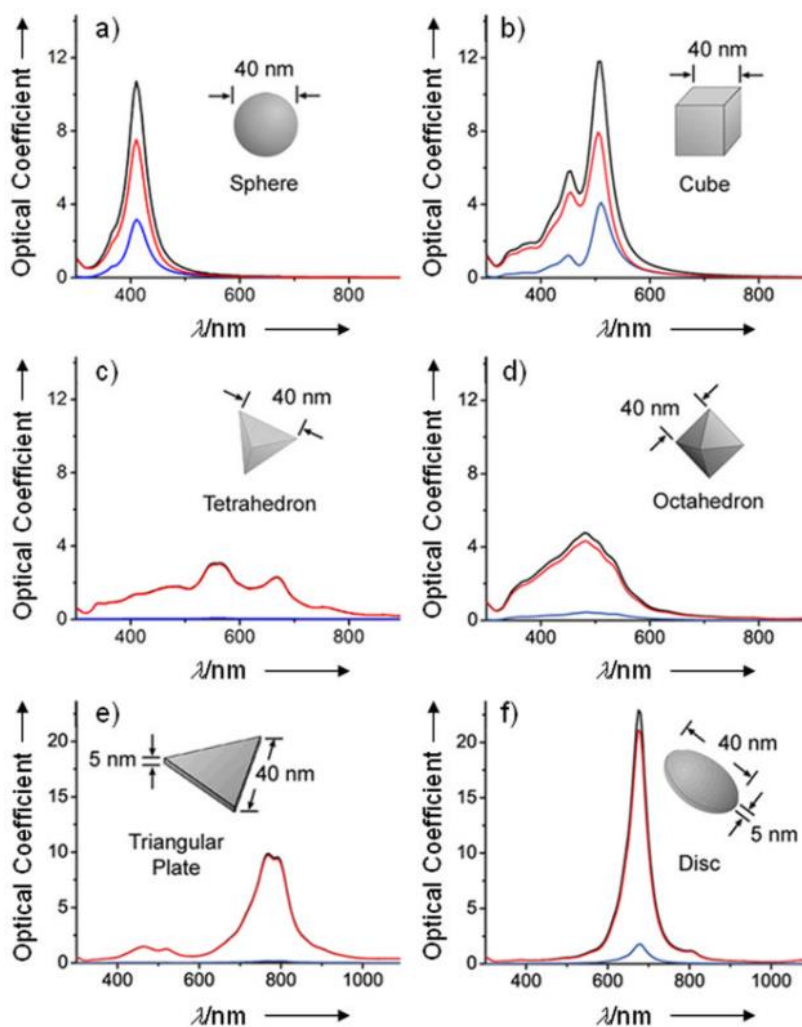 a)
Optical Coefficient
12
8
4
0
40 nm
Sphere
400
600
800
λ/nm
b)
Optical Coefficient
12
8
4
0
40 nm
Cube
400
600
800
λ/nm
c)
Optical Coefficient
12
8
4
0
40 nm
Tetrahedron
400
600
800
λ/nm
d)
Optical Coefficient
12
8
4
0
40 nm
Octahedron
400
600
800
λ/nm
e)
Optical Coefficient
20
15
10
5
0
5 nm
40 nm
Triangular
Plate
400
600
800
1000
λ/nm
f)
Optical Coefficient
20
15
10
5
0
40 nm
5 nm
Disc
400
600
800
1000
λ/nm